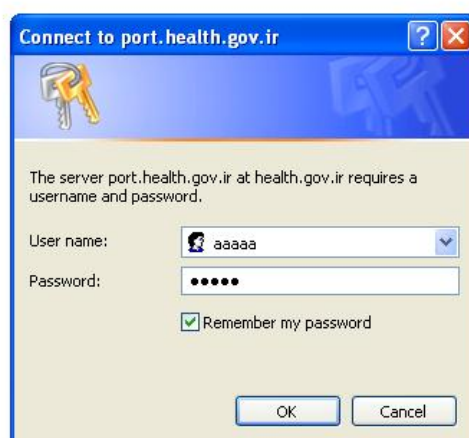 Connect to port.health.gov.ir
The server port.health.gov.ir at health.gov.ir requires a
username and password.
User name:
aaaaa
Password:
●●●●●
Remember my password
OK
Cancel